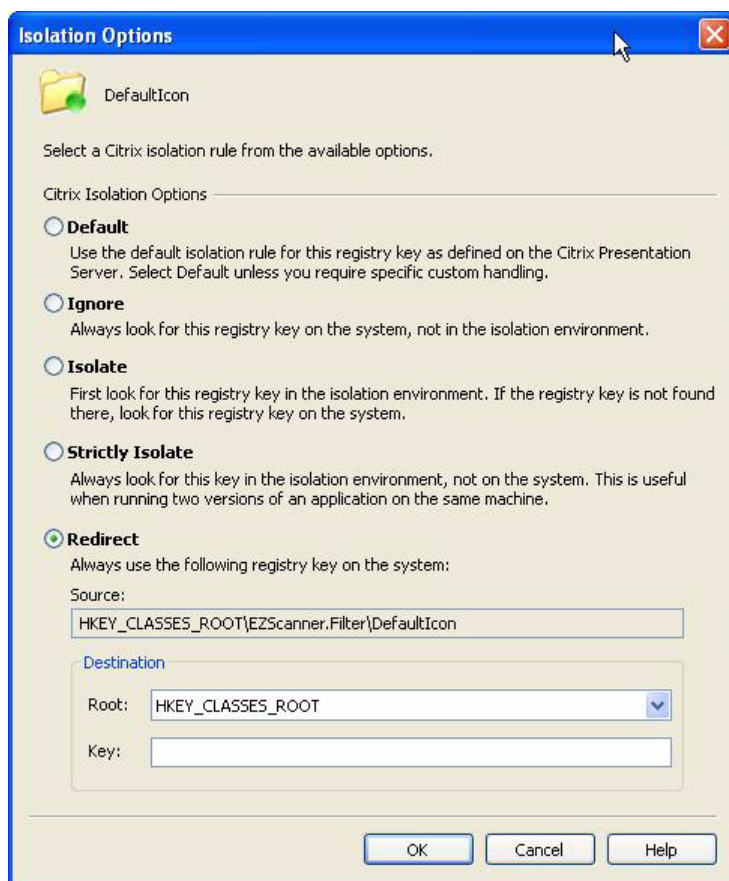 Isolation Options
DefaultIcon
Select a Citrix isolation rule from the available options.
Citrix Isolation Options
Default
Use the default isolation rule for this registry key as defined on the Citrix Presentation
Server. Select Default unless you require specific custom handling.
Ignore
Always look for this registry key on the system, not in the isolation environment.
Isolate
First look for this registry key in the isolation environment. If the registry key is not found
there, look for this registry key on the system.
Strictly Isolate
Always look for this key in the isolation environment, not on the system. This is useful
when running two versions of an application on the same machine.
Redirect
Always use the following registry key on the system:
Source:
HKEY_CLASSES_ROOT\EZScanner.Filter\DefaultIcon
Destination
Root: HKEY_CLASSES_ROOT
Key:
OK Cancel Help